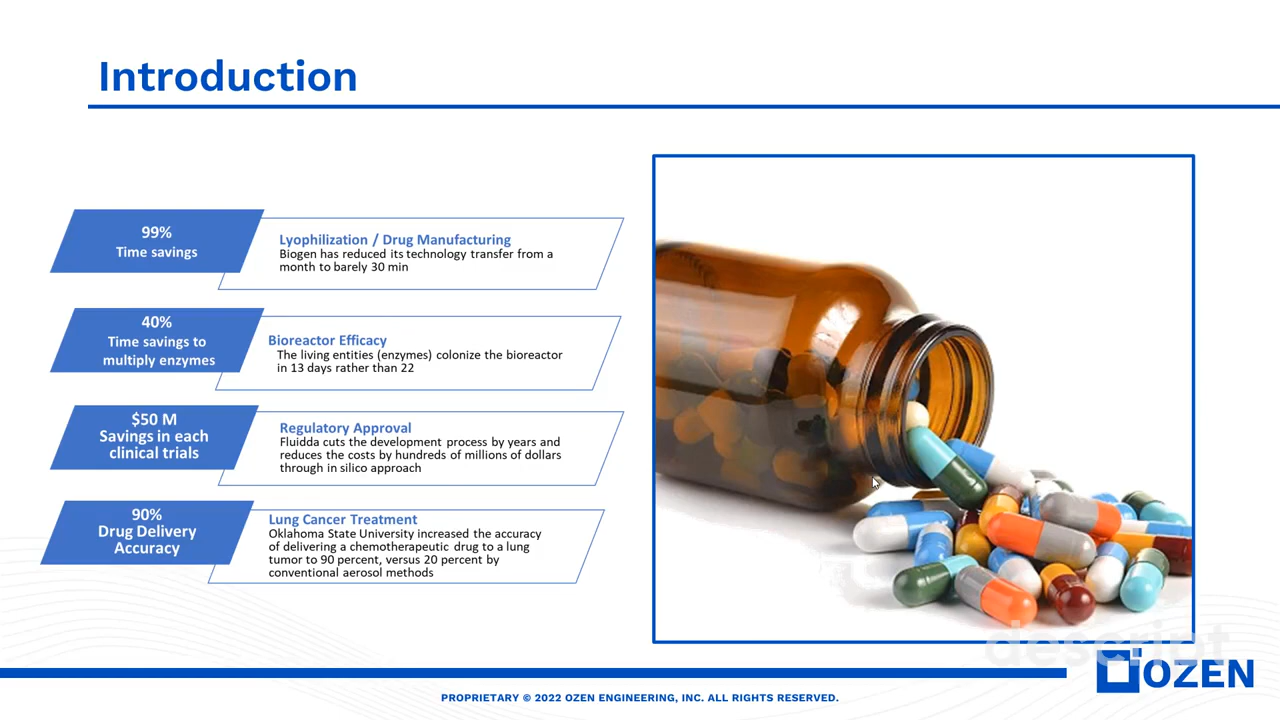 Introduction
99%
Time savings
Lyophilization / Drug Manufacturing
Biogen has reduced its technology transfer from a
month to barely 30 min
40%
Time savings to
multiply enzymes
Bioreactor Efficacy
The living entities (enzymes) colonize the bioreactor
in 13 days rather than 22
$50 M
Savings in each
clinical trials
Regulatory Approval
Fluidda cuts the development process by years and
reduces the costs by hundreds of millions of dollars
through in silico approach
90%
Drug Delivery
Accuracy
Lung Cancer Treatment
Oklahoma State University increased the accuracy
of delivering a chemotherapeutic drug to a lung
tumor to 90 percent, versus 20 percent by
conventional aerosol methods
descript
OZEN
PROPRIETARY © 2022 OZEN ENGINEERING, INC. ALL RIGHTS RESERVED.